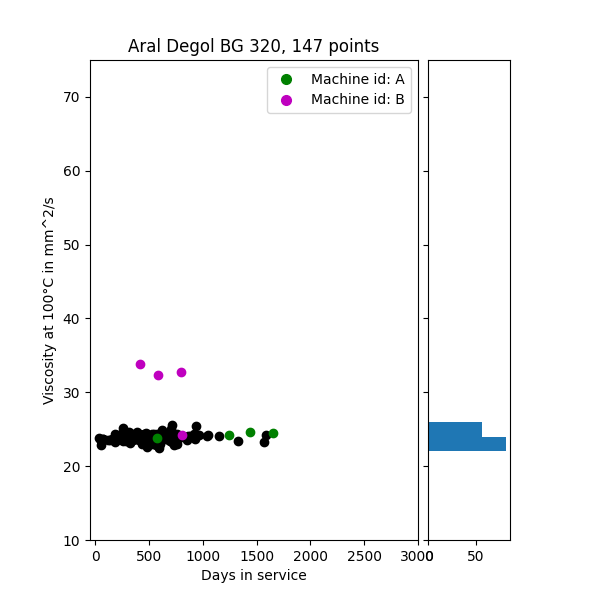 Aral Degol BG 320, 147 points
Machine id: A
Machine id: B
Viscosity at 100°C in mm^2/s
70
60
50
40
30
20
10
0 500 1000 1500 2000 2500 3000
0 50
Days in service